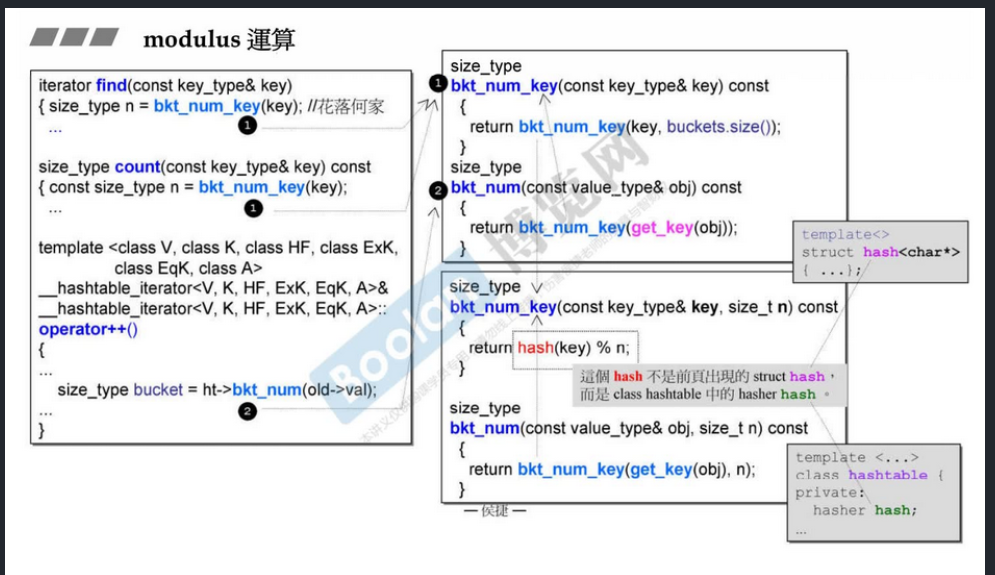 modulus 運算
iterator find(const key_type& key)
{ size_type n = bkt_num_key(key); //花落何家
1
...
size_type count(const key_type& key) const
{ const size_type n = bkt_num_key(key);
...
1
template <class V, class K, class HF, class ExK,
class EqK, class A>
__hashtable_iterator<V, K, HF, ExK, EqK, A>&
__hashtable_iterator<V, K, HF, ExK, EqK, A>::
operator++()
{
...
size_type bucket = ht->bkt_num(old->val);
...
2
}
size_type
1 bkt_num_key(const key_type& key) const
{
return bkt_num_key(key, buckets.size());
}
size_type
2 bkt_num(const value_type& obj) const
{
return bkt_num_key(get_key(obj));
}
size_type
bkt_num_key(const key_type& key, size_t n) const
{
return hash(key) % n;
}
size_type
bkt_num(const value_type& obj, size_t n) const
{
return bkt_num_key(get_key(obj), n);
}
template<>
struct hash<char*>
{ ...};
這個 hash 不是前頁出現的 struct hash，
而是 class hashtable 中的 hasher hash 。
template <...>
class hashtable {
private:
hasher hash;
...
— 侯捷 —
Boolan
博览网